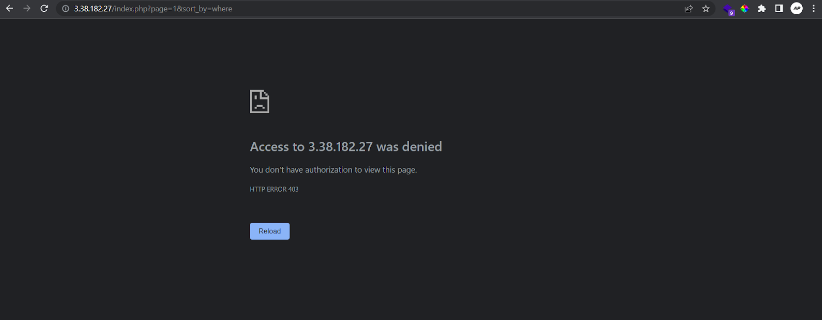 3.38.182.27/index.php?page=1&sort_by=where
9
Access to 3.38.182.27 was denied
You don't have authorization to view this page.
HTTP ERROR 403
Reload